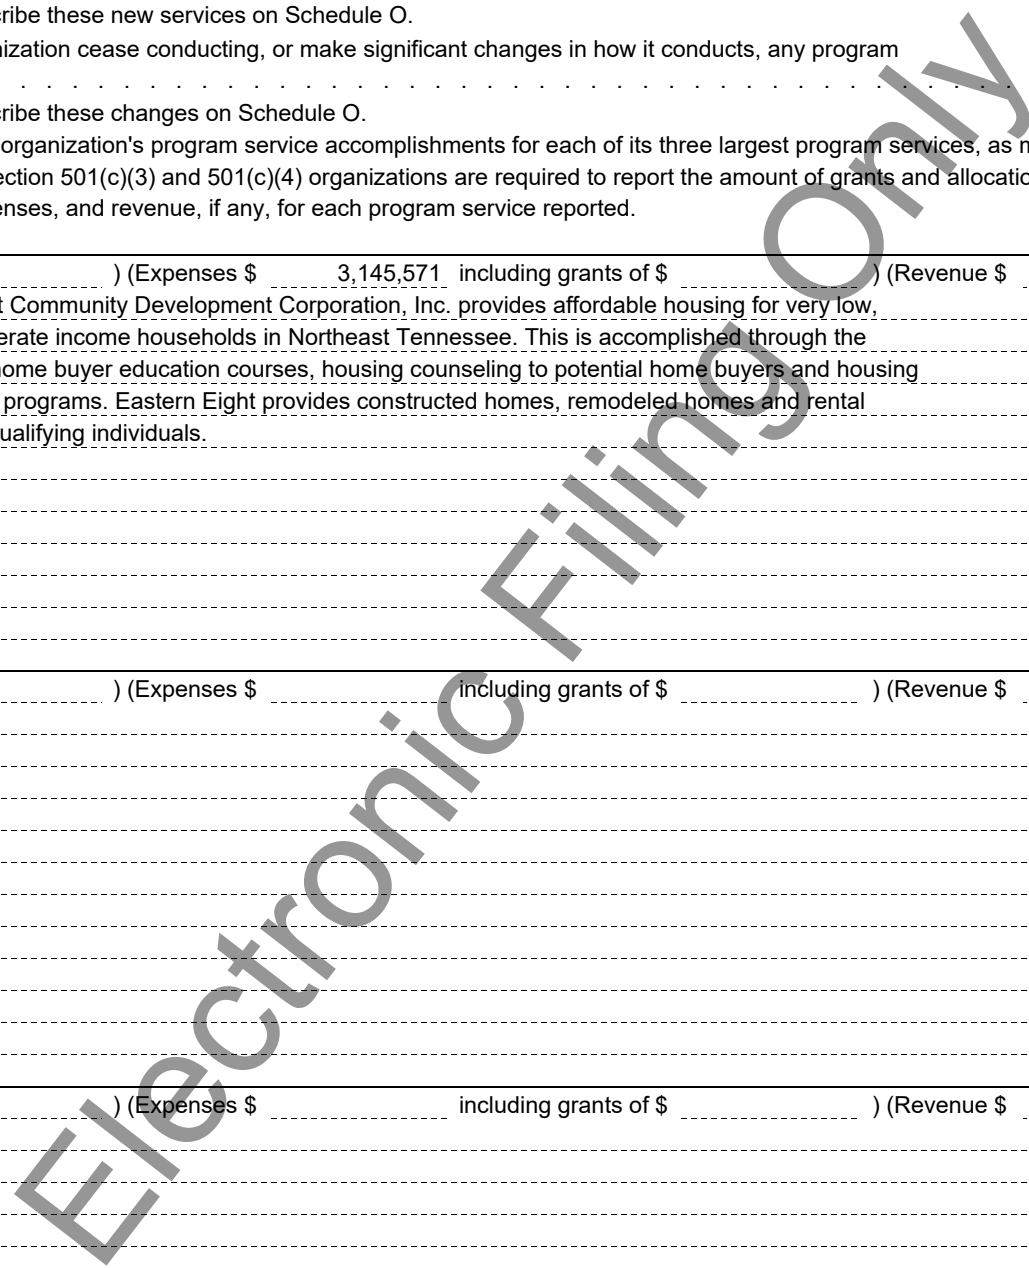 ribe these new services on Schedule O.
nization cease conducting, or make significant changes in how it conducts, any program
. . . . . . . . . . . . . . . . . . . . . . . . . . . . . . . . . . . . . . .
ribe these changes on Schedule O.
organization's program service accomplishments for each of its three largest program services, as m
ection 501(c)(3) and 501(c)(4) organizations are required to report the amount of grants and allocatio
enses, and revenue, if any, for each program service reported.
) (Expenses $ 3,145,571 including grants of $ ) (Revenue $
t Community Development Corporation, Inc. provides affordable housing for very low,
erate income households in Northeast Tennessee. This is accomplished through the
ome buyer education courses, housing counseling to potential home buyers and housing
programs. Eastern Eight provides constructed homes, remodeled homes and rental
ualifying individuals.
) (Expenses $ including grants of $ ) (Revenue $
) (Expenses $ including grants of $ ) (Revenue $
Electronic Filing Only